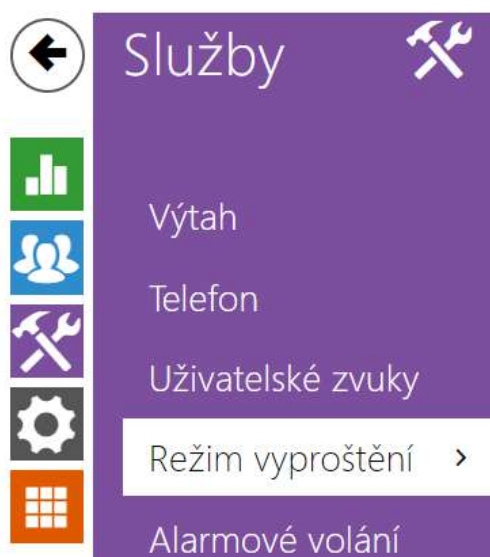 Služby
Výtah
Telefon
Uživatelské zvuky
Režim vyproštění
Alarmové volání